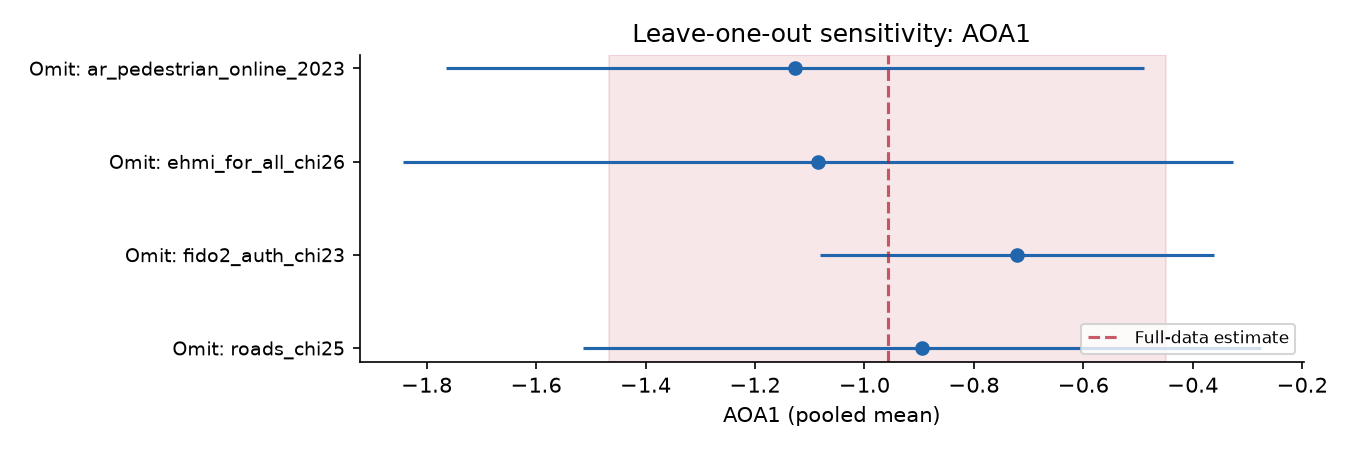 Leave-one-out sensitivity: AOA1
Omit: ar_pedestrian_online_2023
Omit: ehmi_for_all_chi26
Omit: fido2_auth_chi23
Omit: roads_chi25
Full-data estimate
−1.8 −1.6 −1.4 −1.2 −1.0 −0.8 −0.6 −0.4 −0.2
AOA1 (pooled mean)